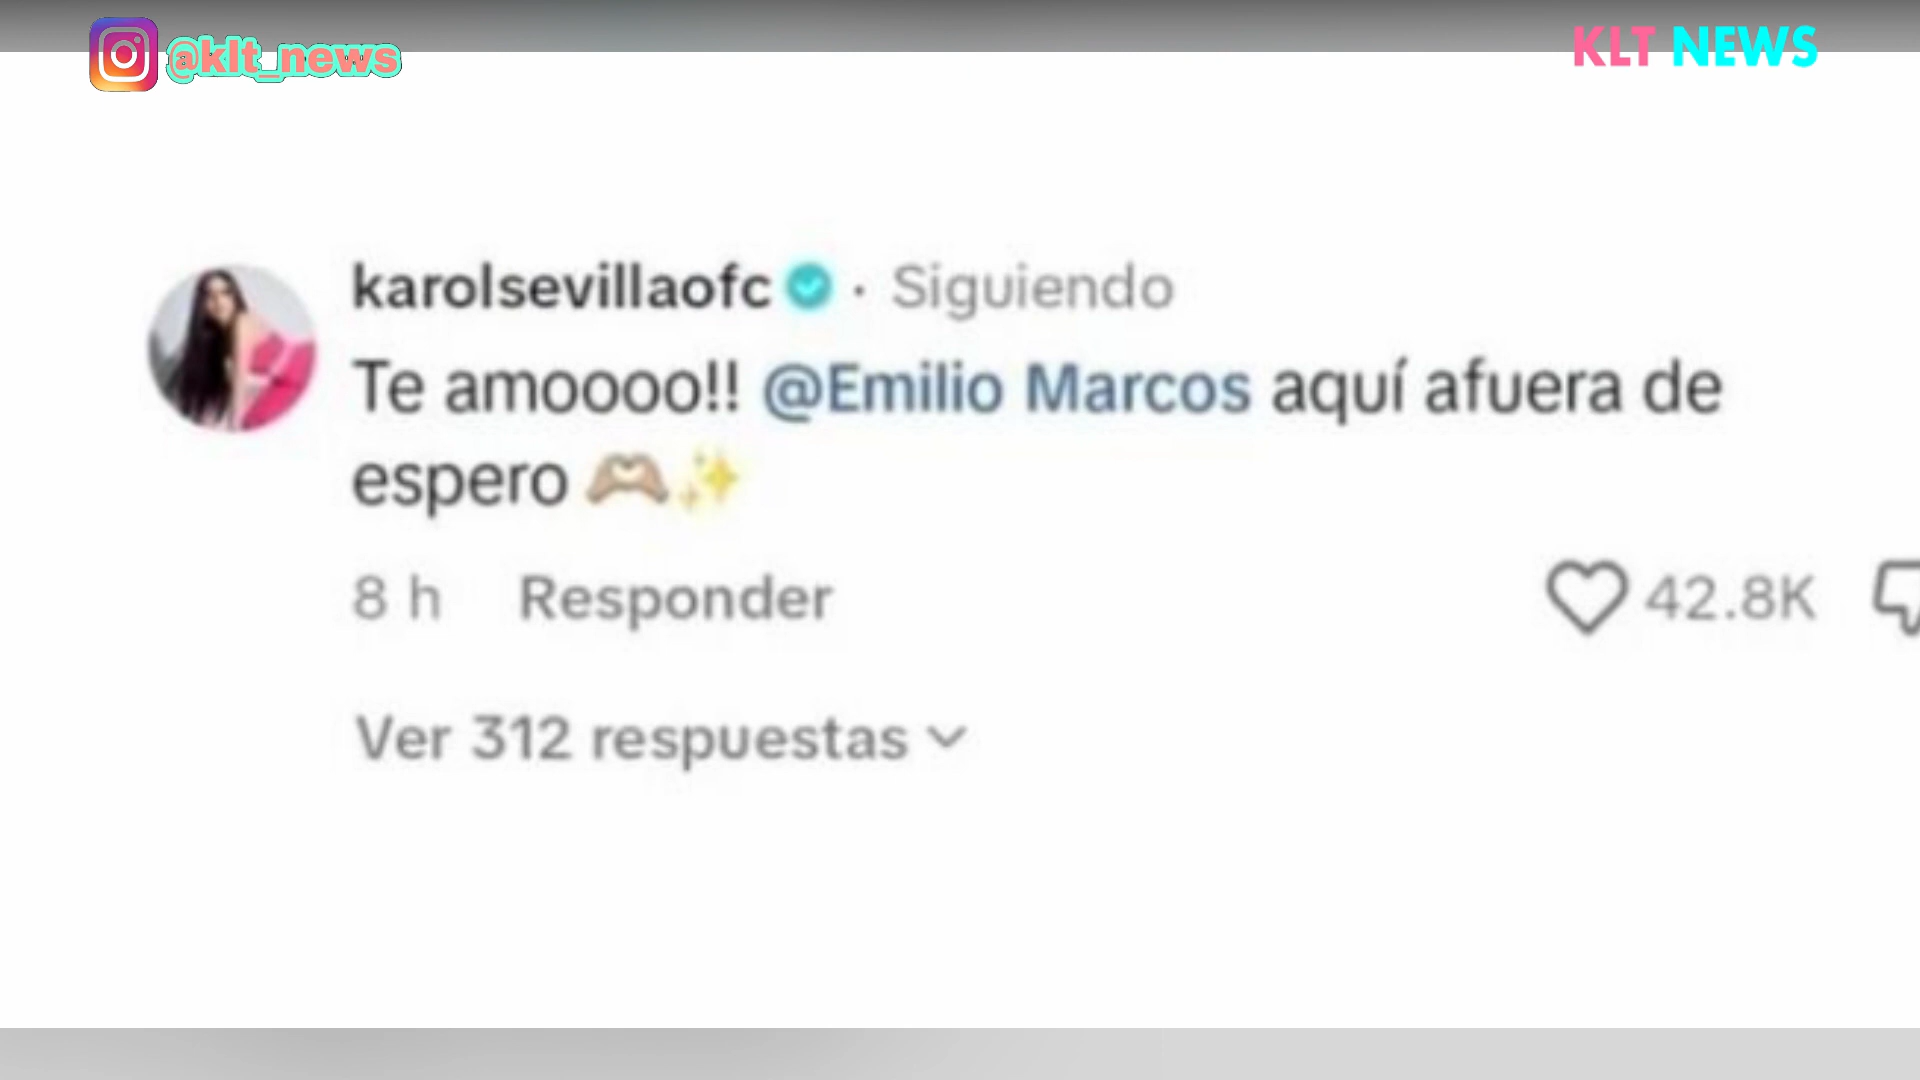 @klt_news
KLT NEWS
karolsevillaofc · Siguiendo
Te amoooo!! @Emilio Marcos aquí afuera de
espero 🫶🏼✨
8 h Responder 42.8K
Ver 312 respuestas